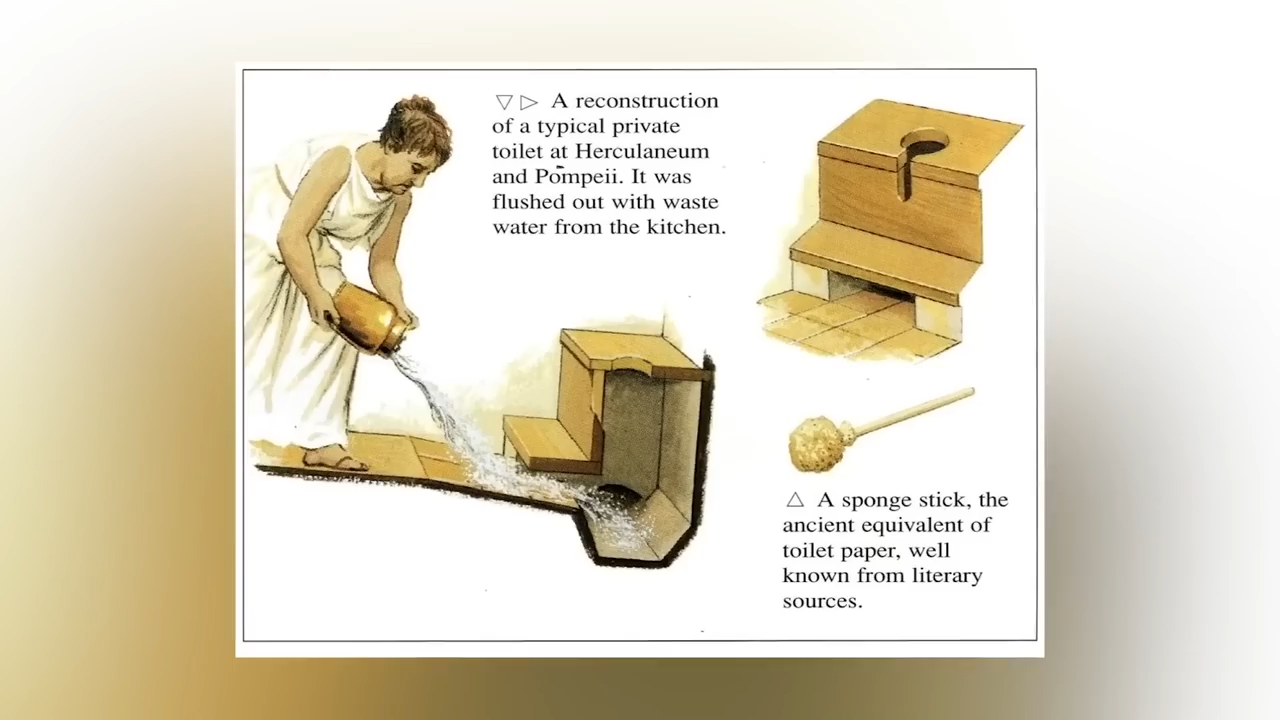 ▽ ▷ A reconstruction
of a typical private
toilet at Herculaneum
and Pompeii. It was
flushed out with waste
water from the kitchen.
△ A sponge stick, the
ancient equivalent of
toilet paper, well
known from literary
sources.